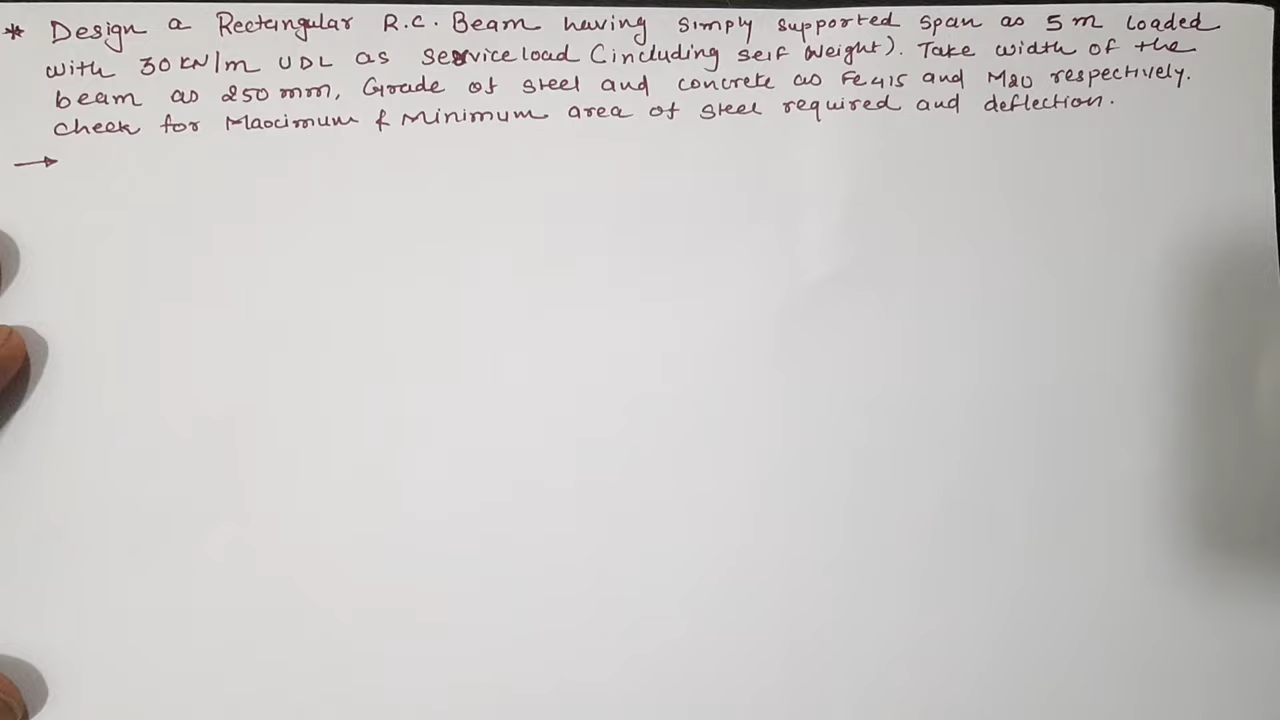 * Design a Rectangular R.C. Beam having simply supported span as 5 m loaded
with 30 KN/m UDL as service load (including self weight). Take width of the
beam as 250 mm, Grade of steel and concrete as Fe415 and M20 respectively.
check for Maximum & Minimum area of steel required and deflection.
→